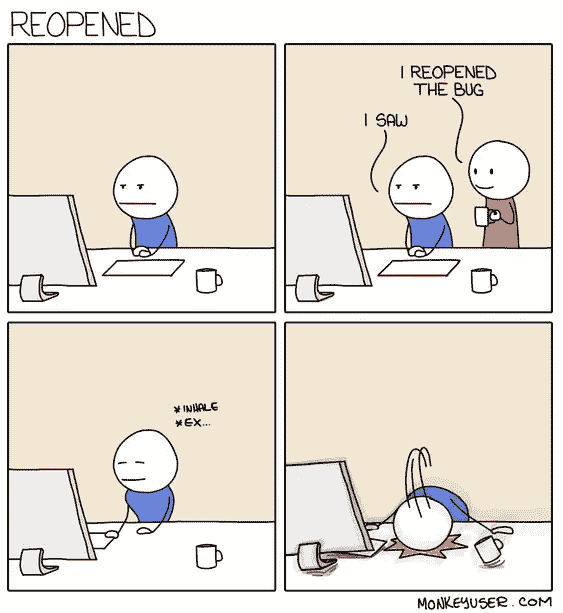 REOPENED
I REOPENED
THE BUG
I SAW
*INHALE
*EX...
MONKEYUSER.COM